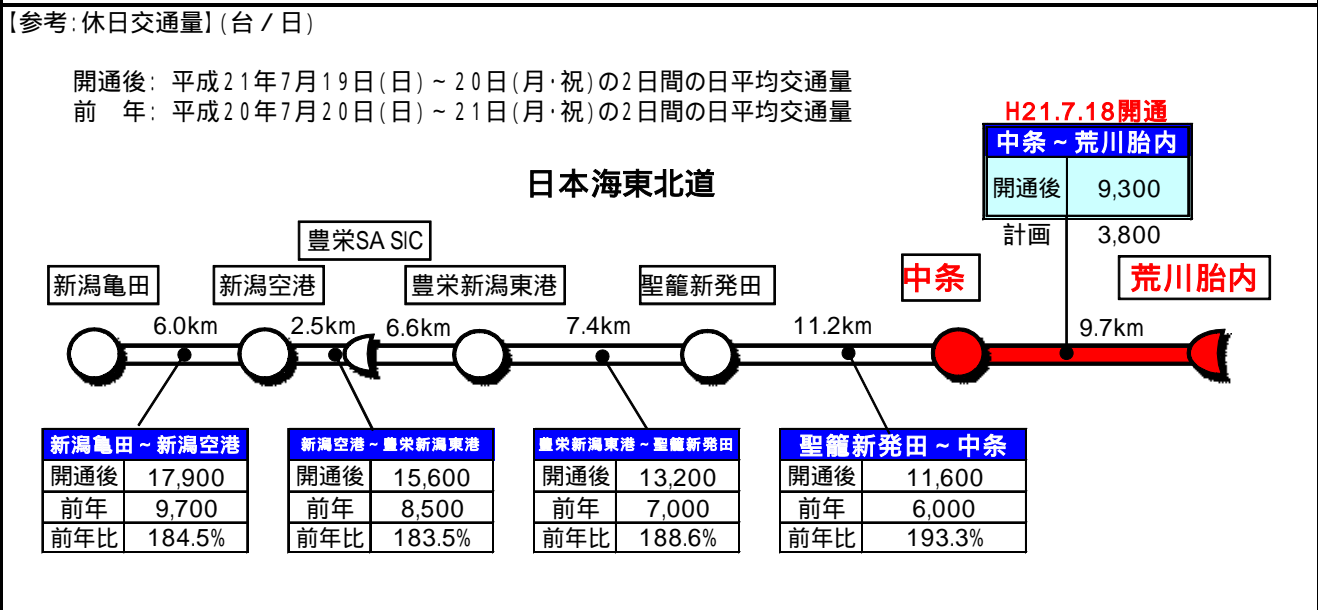 【参考:休日交通量】(台/日)
開通後: 平成21年7月19日(日)~20日(月・祝)の2日間の日平均交通量
前 年: 平成20年7月20日(日)~21日(月・祝)の2日間の日平均交通量
H21.7.18開通
中条~荒川胎内
開通後 9,300
計画 3,800
日本海東北道
豊栄SA SIC
新潟亀田 新潟空港 豊栄新潟東港 聖籠新発田 中条 荒川胎内
6.0km 2.5km 6.6km 7.4km 11.2km 9.7km
新潟亀田~新潟空港
開通後 17,900
前年 9,700
前年比 184.5%
新潟空港~豊栄新潟東港
開通後 15,600
前年 8,500
前年比 183.5%
豊栄新潟東港~聖籠新発田
開通後 13,200
前年 7,000
前年比 188.6%
聖籠新発田~中条
開通後 11,600
前年 6,000
前年比 193.3%